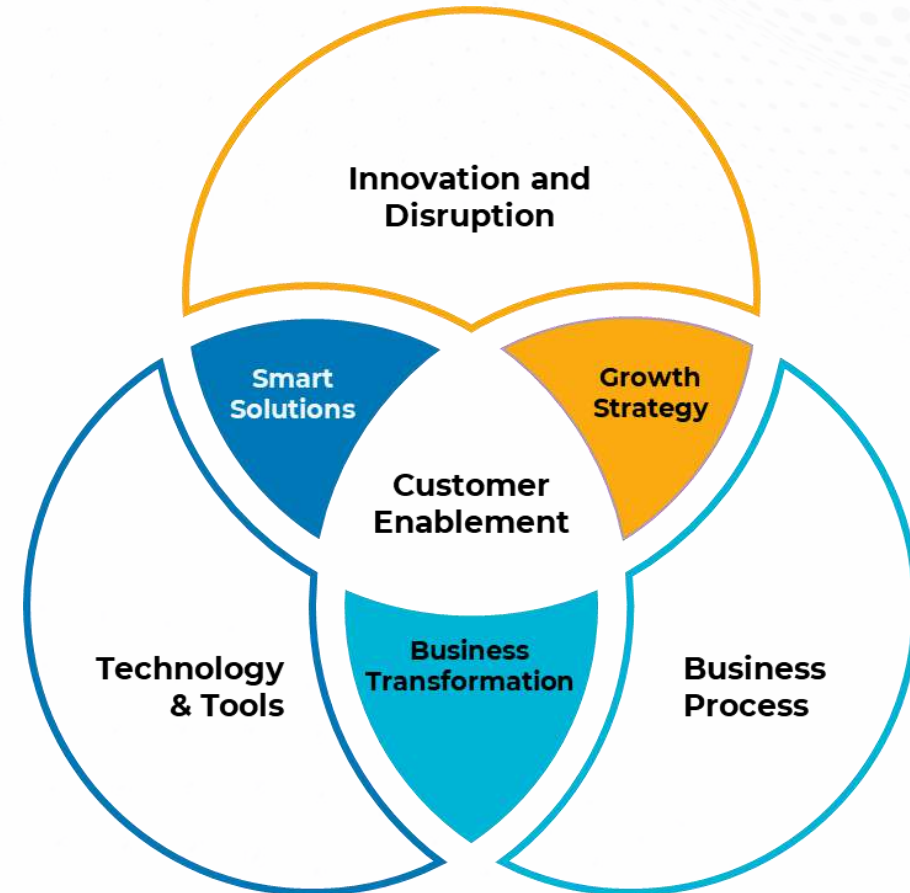 Innovation and
Disruption
Smart
Solutions
Growth
Strategy
Customer
Enablement
Technology
& Tools
Business
Transformation
Business
Process